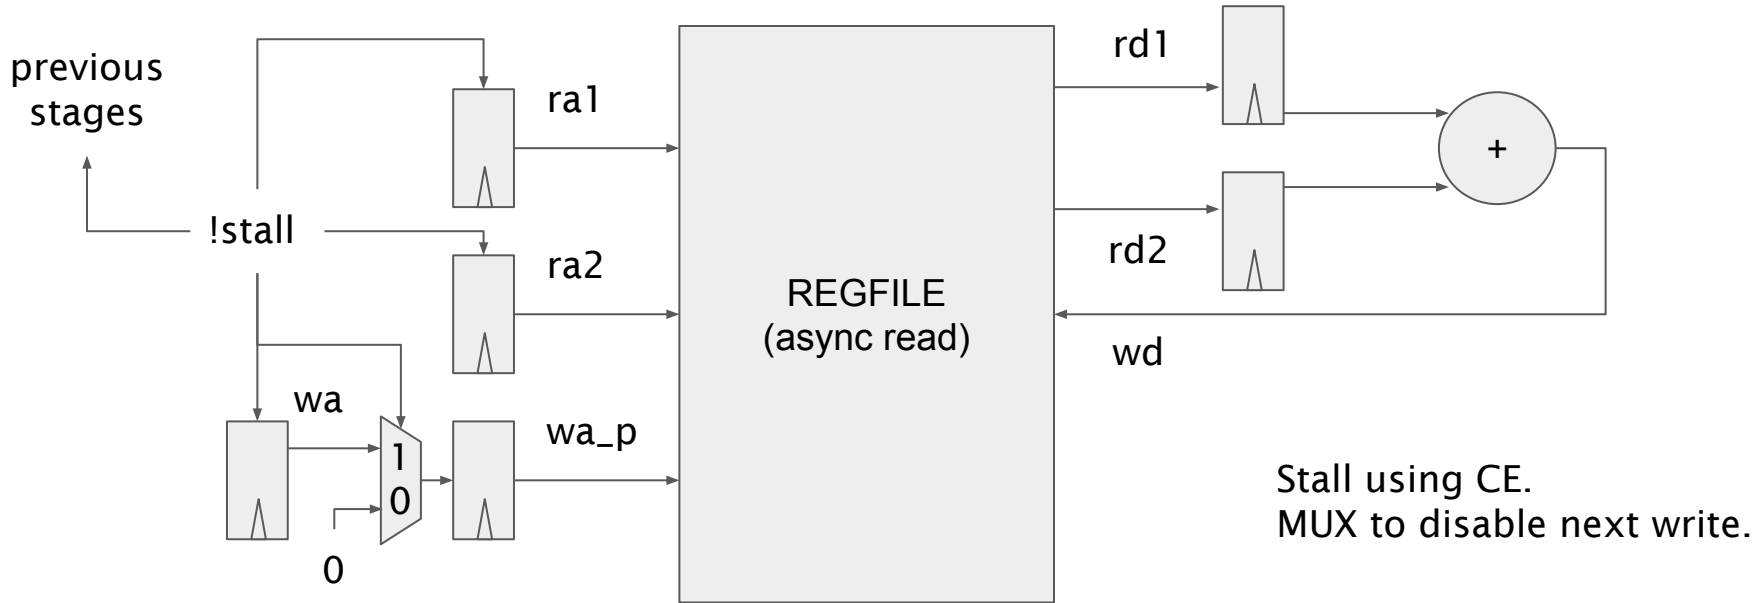 previous
stages
!stall
ra1
ra2
wa
1
0
0
wa_p
REGFILE
(async read)
rd1
rd2
wd
+
Stall using CE.
MUX to disable next write.